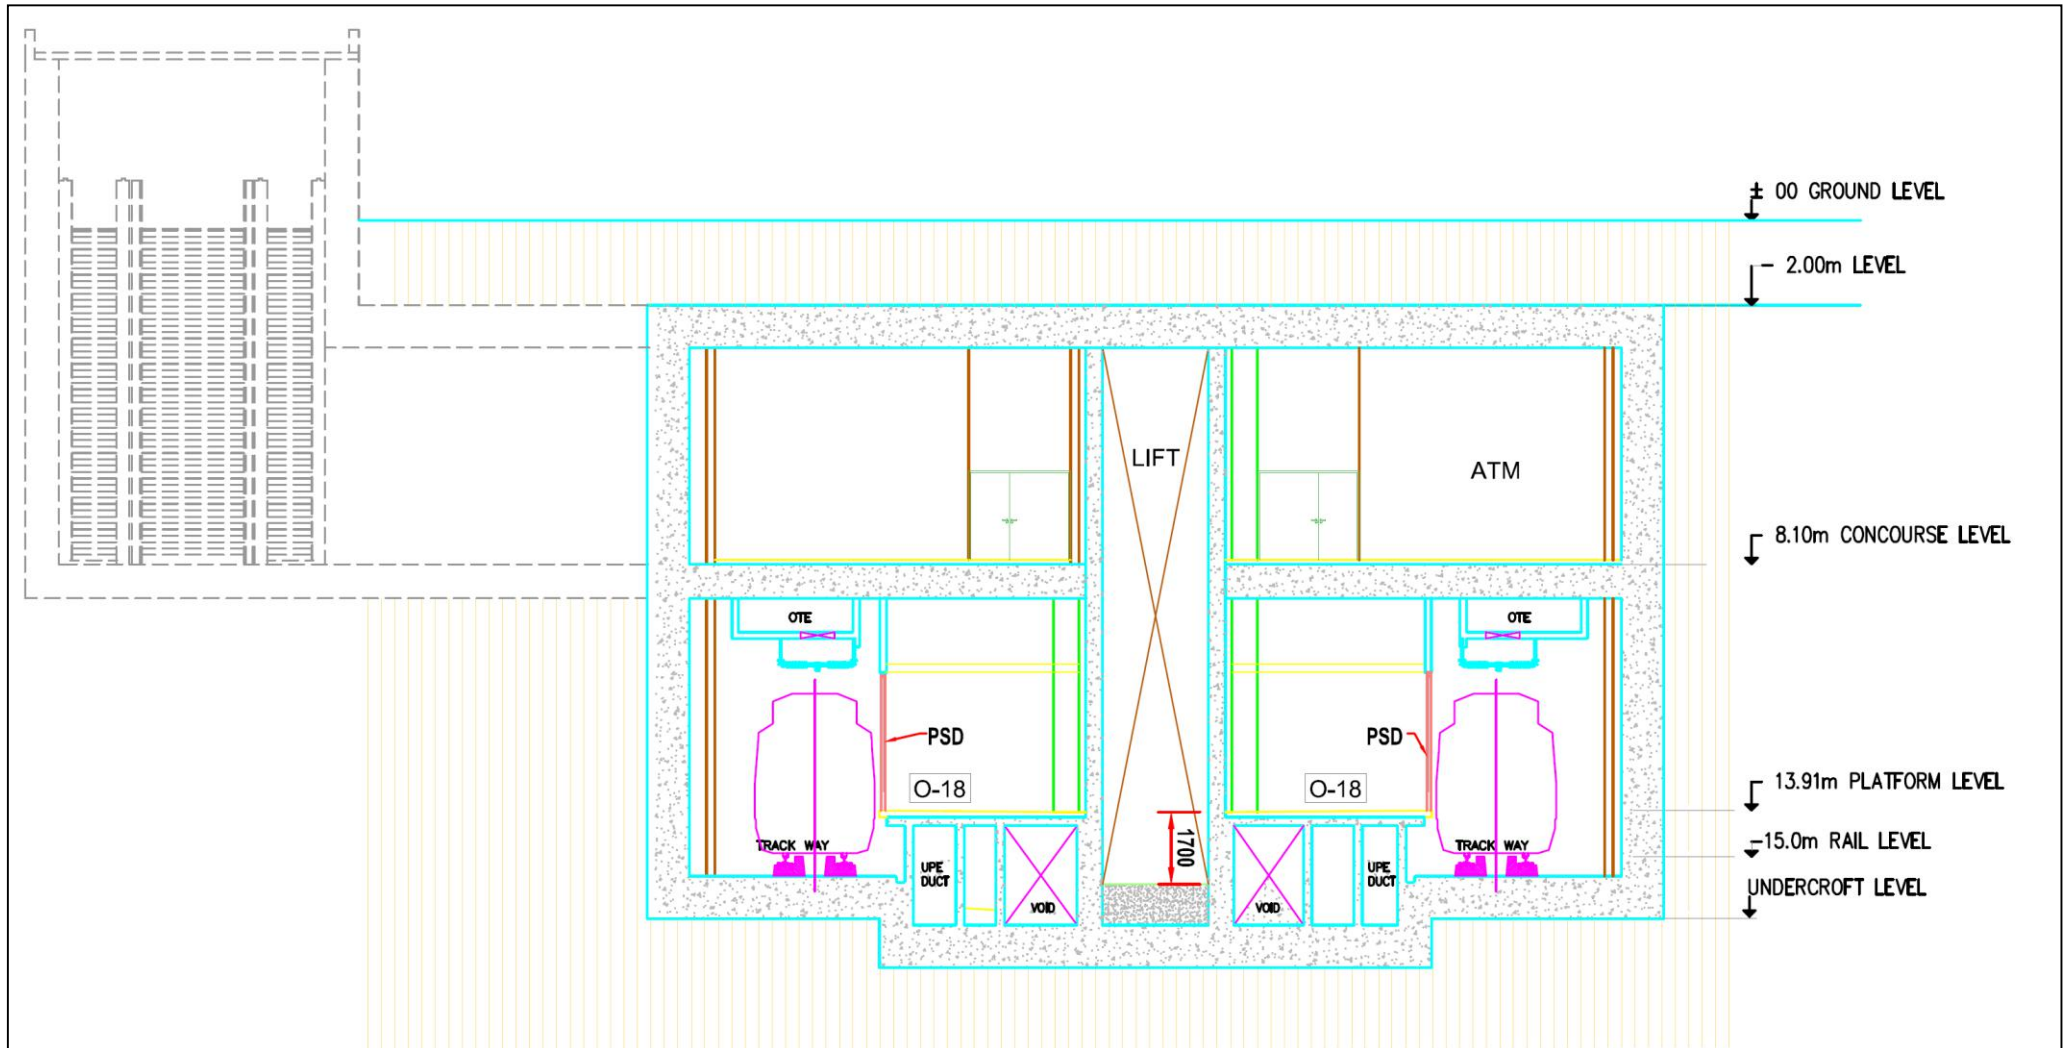 ± 00 GROUND LEVEL
- 2.00m LEVEL
LIFT
ATM
8.10m CONCOURSE LEVEL
OTE
OTE
PSD
PSD
O-18
O-18
13.91m PLATFORM LEVEL
1700
TRACK WAY
TRACK WAY
-15.0m RAIL LEVEL
UPE
DUCT
UPE
DUCT
UNDERCROFT LEVEL
VOID
VOID